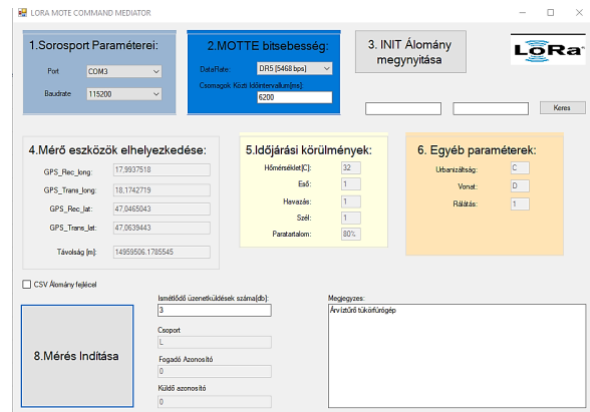 LORA MOTE COMMAND MEDIATOR
1.Sorosport Paraméterei:
Port
COM3
Baudrate
115200
2.MOTTE bitsebesség:
DataRate:
DR5 [5468 bps]
Csomagok Közti Időintervallum[ms]:
6200
3. INIT Álomány
megynyitása
LoRa
Keres
4.Mérő eszközök elhelyezkedése:
GPS_Rec_long:
17,9937518
GPS_Trans_long:
18,1742719
GPS_Rec_lat:
47,0465043
GPS_Trans_lat:
47,0639443
Távolság [m]:
14959506.1785545
5.Időjárási körülmények:
Hőmérséklet[C]:
32
Eső:
1
Havazás:
1
Szél:
1
Paratartalom:
80%
6. Egyéb paraméterek:
Urbanizáltság:
C
Vonat:
D
Rálátás:
1
CSV Álomány fejlécel
8.Mérés Indítása
Ismétlődő üzenetküldések száma(db):
3
Csoport
L
Fogadó Azonosító
0
Küldő azonosító
0
Megjegyzes:
Árvíztűrő tükörfúrógép